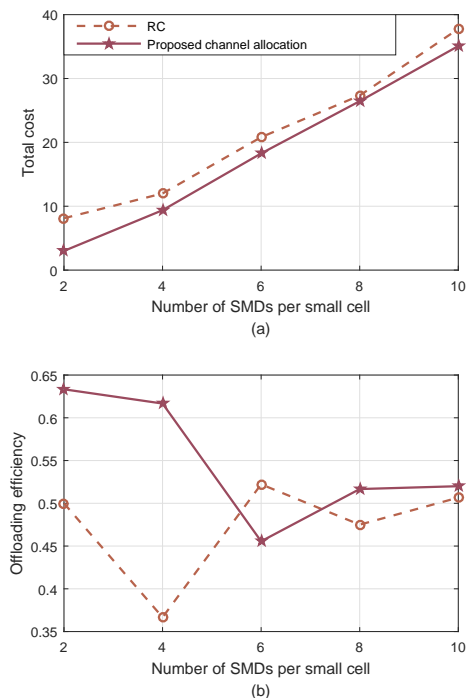 40
RC
Proposed channel allocation
30
20
10
0
Total cost
2 4 6 8 10
Number of SMDs per small cell
(a)
0.65
0.6
0.55
0.5
0.45
0.4
0.35
Offloading efficiency
2 4 6 8 10
Number of SMDs per small cell
(b)